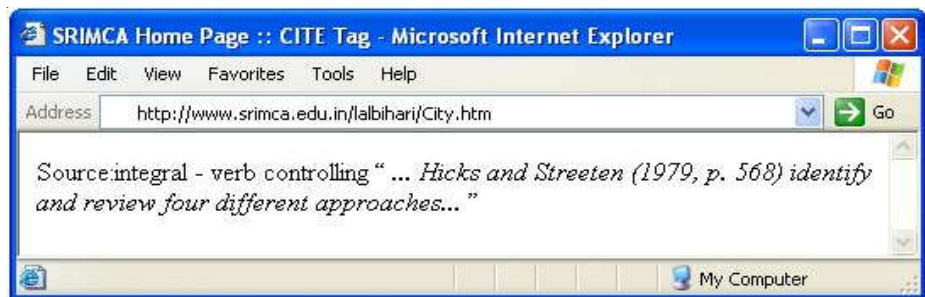 SRIMCA Home Page :: CITE Tag - Microsoft Internet Explorer
File Edit View Favorites Tools Help
Address http://www.srimca.edu.in/lalbihari/City.htm Go
Source:integral - verb controlling “ ... Hicks and Streeten (1979, p. 568) identify
and review four different approaches... ”
My Computer